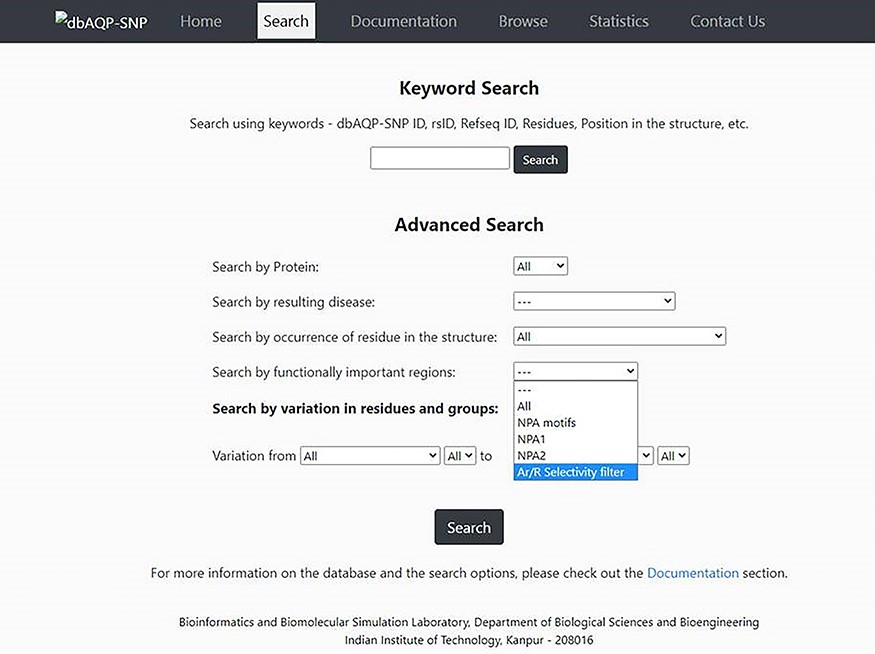 dbAQP-SNP Home Search Documentation Browse Statistics Contact Us
Keyword Search
Search using keywords - dbAQP-SNP ID, rsID, Refseq ID, Residues, Position in the structure, etc.
Search
Advanced Search
Search by Protein: All
Search by resulting disease: ---
Search by occurrence of residue in the structure: All
Search by functionally important regions: ---
---
All
NPA motifs
NPA1
NPA2
Ar/R Selectivity filter
Search by variation in residues and groups:
Variation from All All to All
Search
For more information on the database and the search options, please check out the Documentation section.
Bioinformatics and Biomolecular Simulation Laboratory, Department of Biological Sciences and Bioengineering
Indian Institute of Technology, Kanpur - 208016